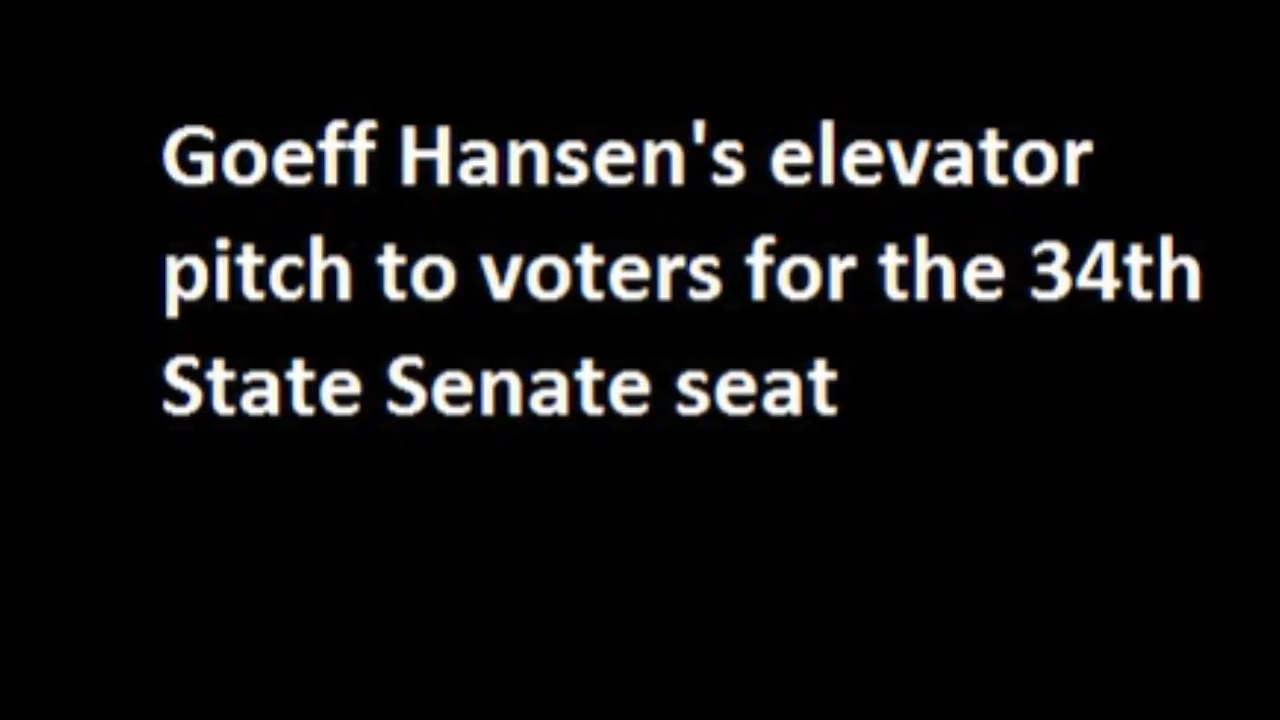 Goeff Hansen's elevator
pitch to voters for the 34th
State Senate seat